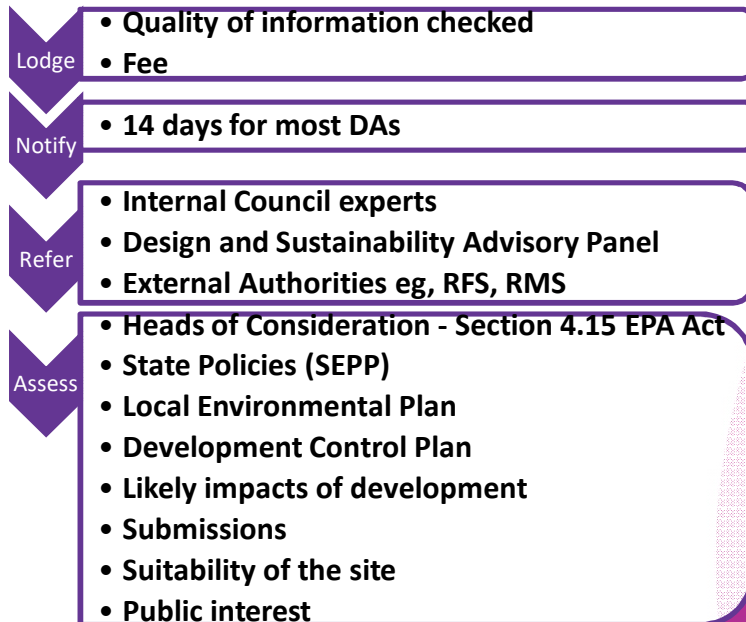 Lodge
• Quality of information checked
• Fee
Notify
• 14 days for most DAs
Refer
• Internal Council experts
• Design and Sustainability Advisory Panel
• External Authorities eg, RFS, RMS
Assess
• Heads of Consideration - Section 4.15 EPA Act
• State Policies (SEPP)
• Local Environmental Plan
• Development Control Plan
• Likely impacts of development
• Submissions
• Suitability of the site
• Public interest